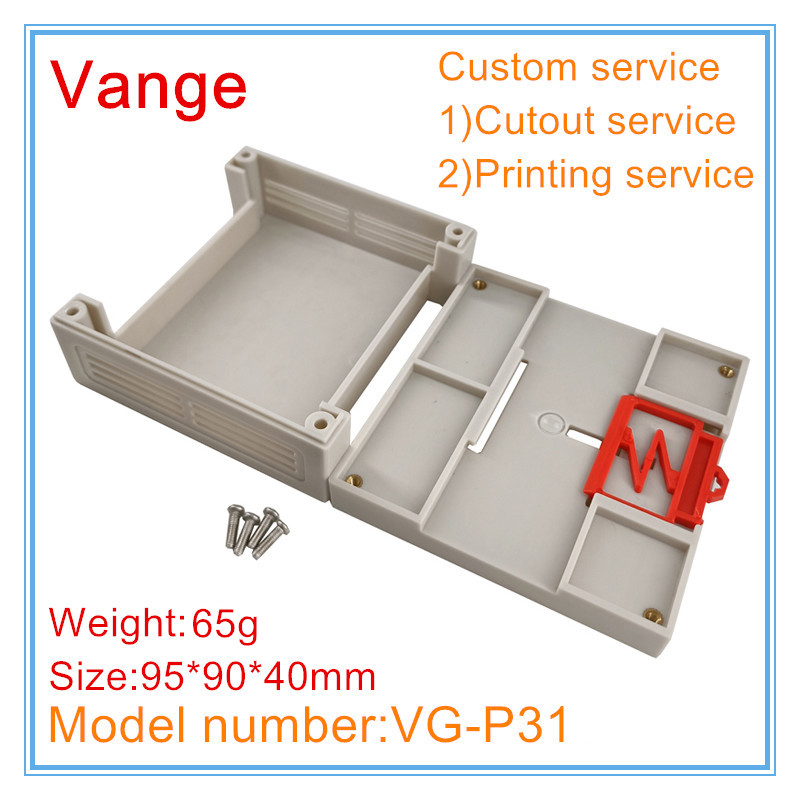 Vange
Custom service
1)Cutout service
2)Printing service
Weight:65g
Size:95*90*40mm
Model number:VG-P31